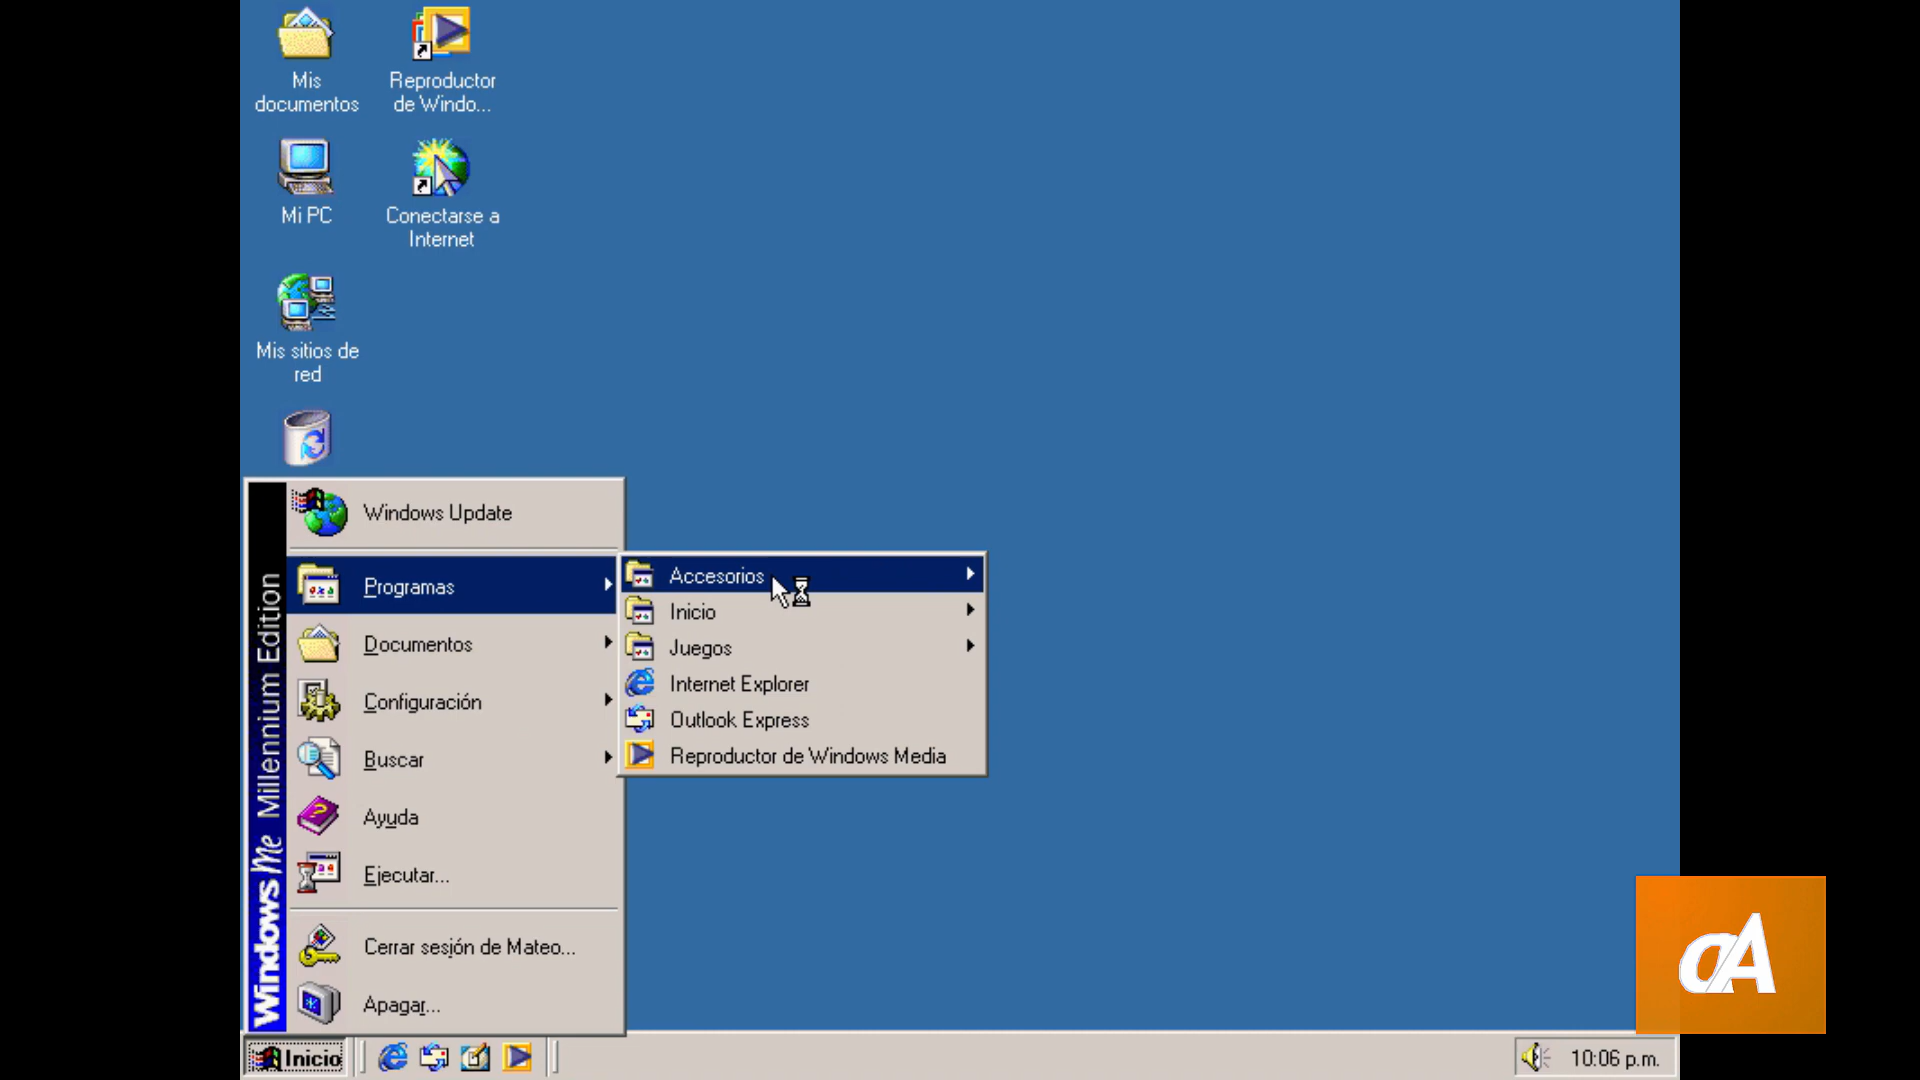 Mis
documentos
Reproductor
de Windo...
Mi PC
Conectarse a
Internet
Mis sitios de
red
Windows Update
Programas
Documentos
Configuración
Buscar
Ayuda
Ejecutar...
Cerrar sesión de Mateo...
Apagar...
Windows Me Millennium Edition
Accesorios
Inicio
Juegos
Internet Explorer
Outlook Express
Reproductor de Windows Media
Inicio
10:06 p.m.
CA